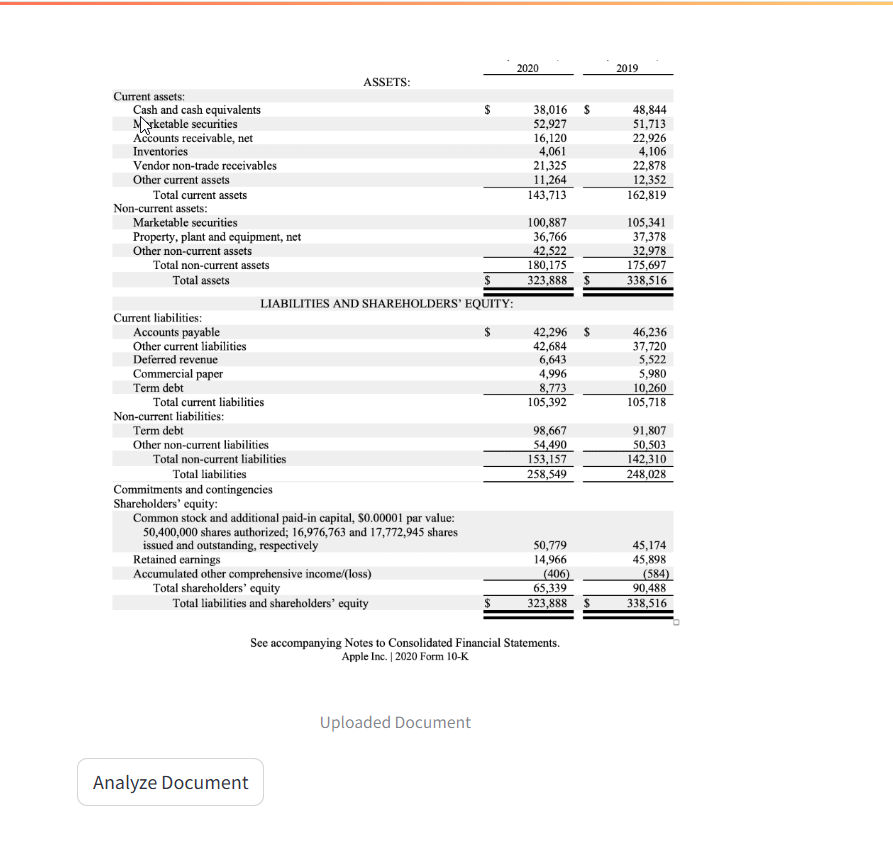 2020 2019
ASSETS:
Current assets:
Cash and cash equivalents $ 38,016 $ 48,844
Marketable securities 52,927 51,713
Accounts receivable, net 16,120 22,926
Inventories 4,061 4,106
Vendor non-trade receivables 21,325 22,878
Other current assets 11,264 12,352
Total current assets 143,713 162,819
Non-current assets:
Marketable securities 100,887 105,341
Property, plant and equipment, net 36,766 37,378
Other non-current assets 42,522 32,978
Total non-current assets 180,175 175,697
Total assets $ 323,888 $ 338,516
LIABILITIES AND SHAREHOLDERS’ EQUITY:
Current liabilities:
Accounts payable $ 42,296 $ 46,236
Other current liabilities 42,684 37,720
Deferred revenue 6,643 5,522
Commercial paper 4,996 5,980
Term debt 8,773 10,260
Total current liabilities 105,392 105,718
Non-current liabilities:
Term debt 98,667 91,807
Other non-current liabilities 54,490 50,503
Total non-current liabilities 153,157 142,310
Total liabilities 258,549 248,028
Commitments and contingencies
Shareholders’ equity:
Common stock and additional paid-in capital, $0.00001 par value:
50,400,000 shares authorized; 16,976,763 and 17,772,945 shares
issued and outstanding, respectively 50,779 45,174
Retained earnings 14,966 45,898
Accumulated other comprehensive income/(loss) (406) (584)
Total shareholders’ equity 65,339 90,488
Total liabilities and shareholders’ equity $ 323,888 $ 338,516
See accompanying Notes to Consolidated Financial Statements.
Apple Inc. | 2020 Form 10-K
Uploaded Document
Analyze Document